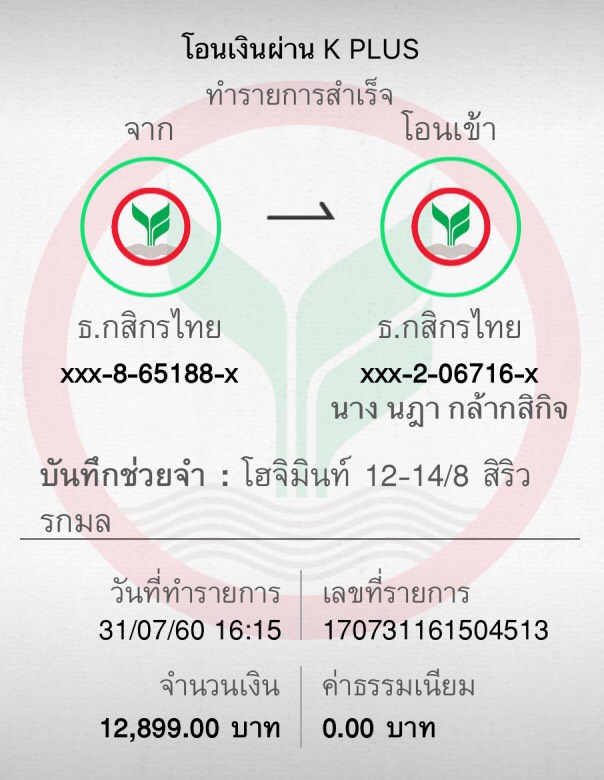 โอนเงินผ่าน K PLUS
ทำรายการสำเร็จ
จาก
โอนเข้า
ธ.กสิกรไทย
ธ.กสิกรไทย
xxx-8-65188-x
xxx-2-06716-x
นาง นฎา กล้ากสิกิจ
บันทึกช่วยจำ : โฮจิมินท์ 12-14/8 สิริว
รกมล
วันที่ทำรายการ
เลขที่รายการ
31/07/60 16:15
170731161504513
จำนวนเงิน
ค่าธรรมเนียม
12,899.00 บาท
0.00 บาท